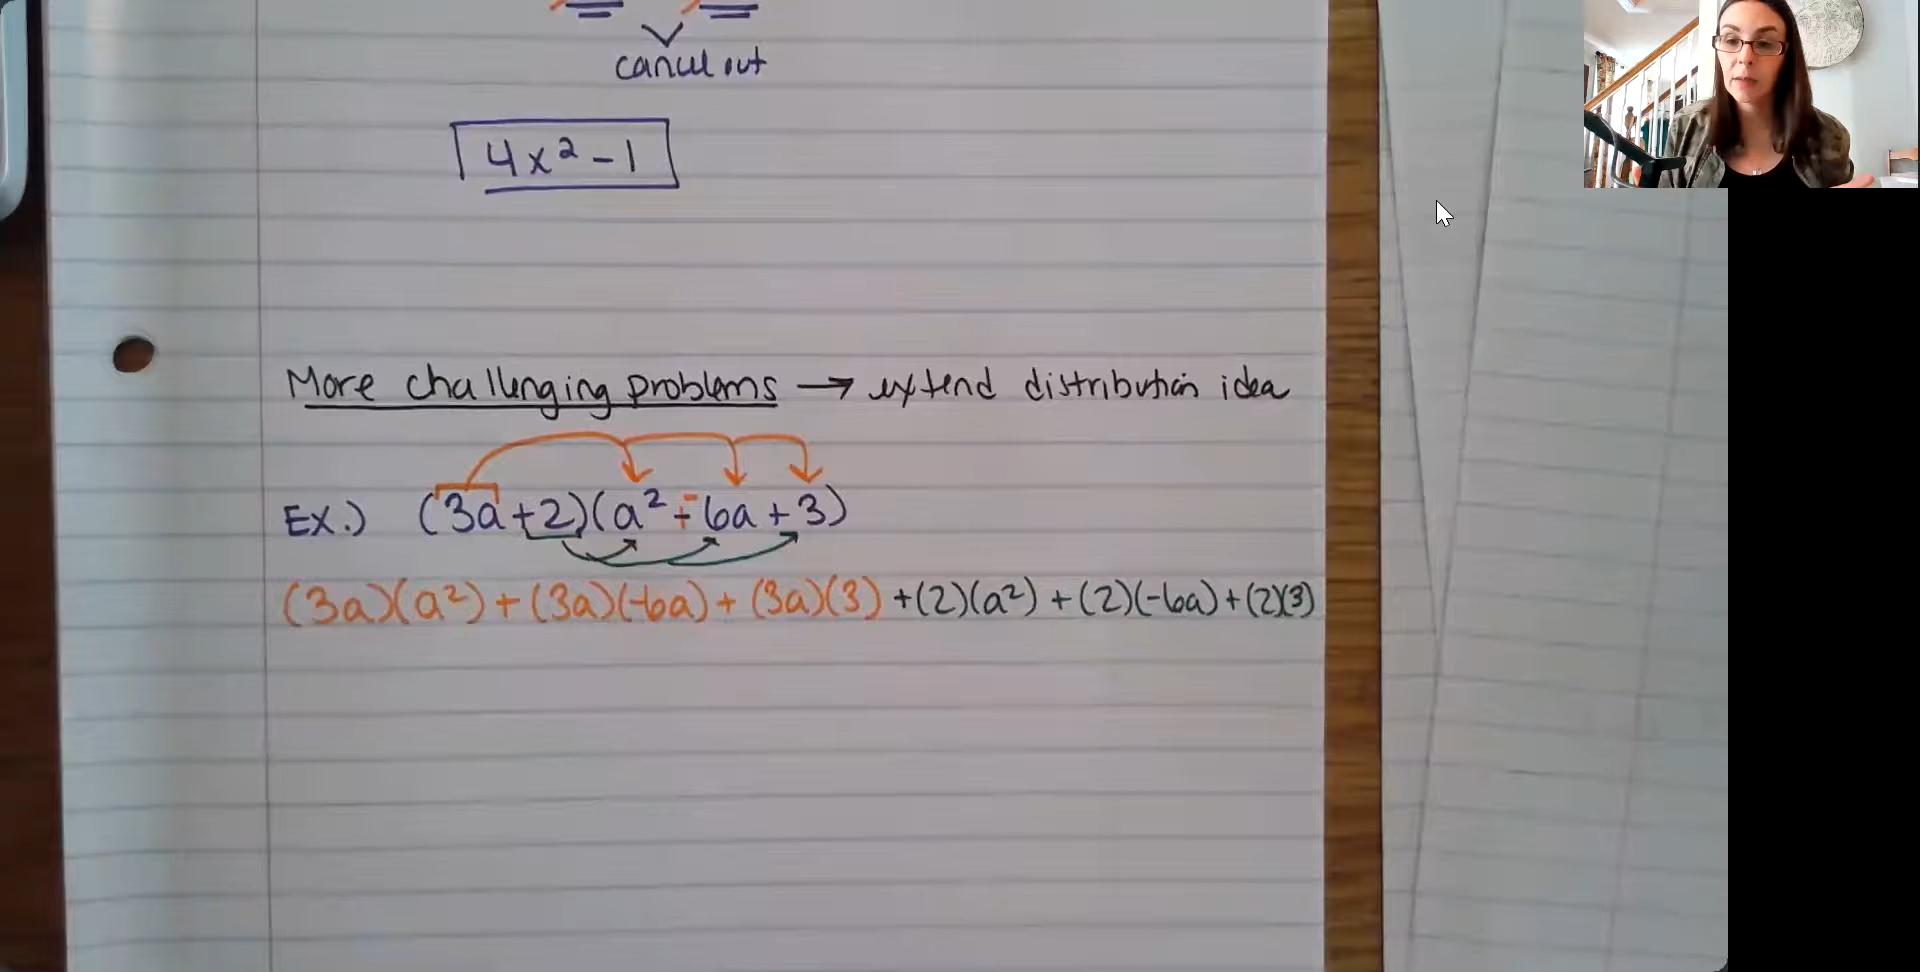 cancel out
4x² - 1
More challenging problems → extend distribution idea
EX.) (3a+2)(a² + -6a + 3)
(3a)(a²) + (3a)(-6a) + (3a)(3) + (2)(a²) + (2)(-6a) + (2)(3)